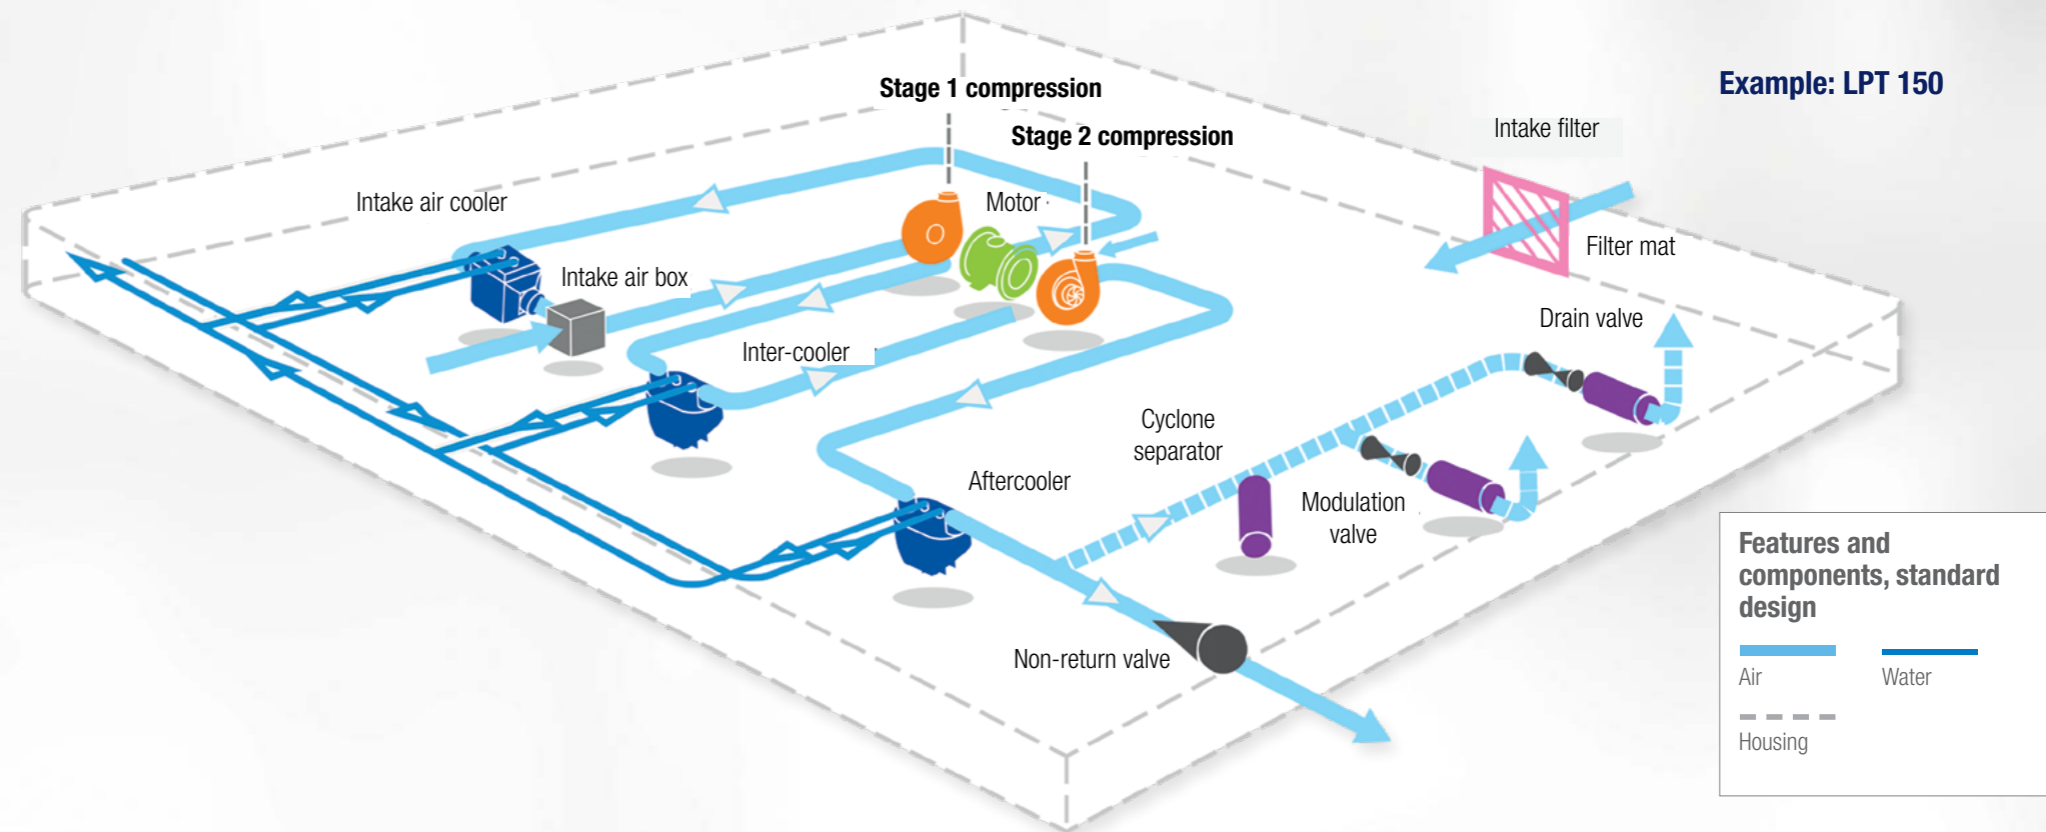 Example: LPT 150
Stage 1 compression
Stage 2 compression
Intake filter
Intake air cooler
Motor
Filter mat
Intake air box
Drain valve
Inter-cooler
Cyclone
separator
Aftercooler
Modulation
valve
Non-return valve
Features and
components, standard
design
Air
Water
Housing